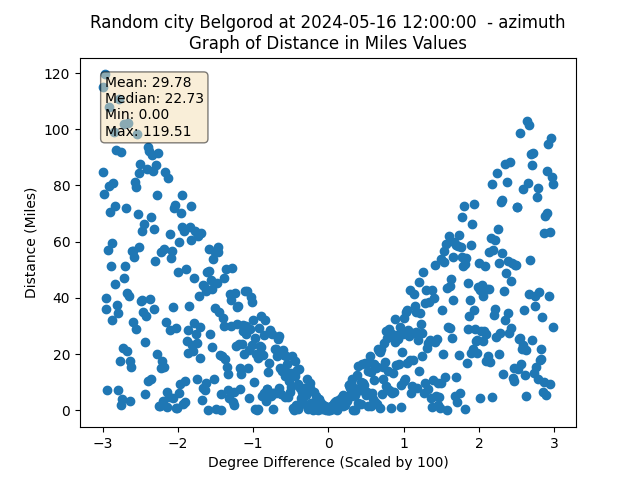 Random city Belgorod at 2024-05-16 12:00:00 - azimuth
Graph of Distance in Miles Values
Mean: 29.78
Median: 22.73
Min: 0.00
Max: 119.51
Distance (Miles)
120
100
80
60
40
20
0
−3 −2 −1 0 1 2 3
Degree Difference (Scaled by 100)